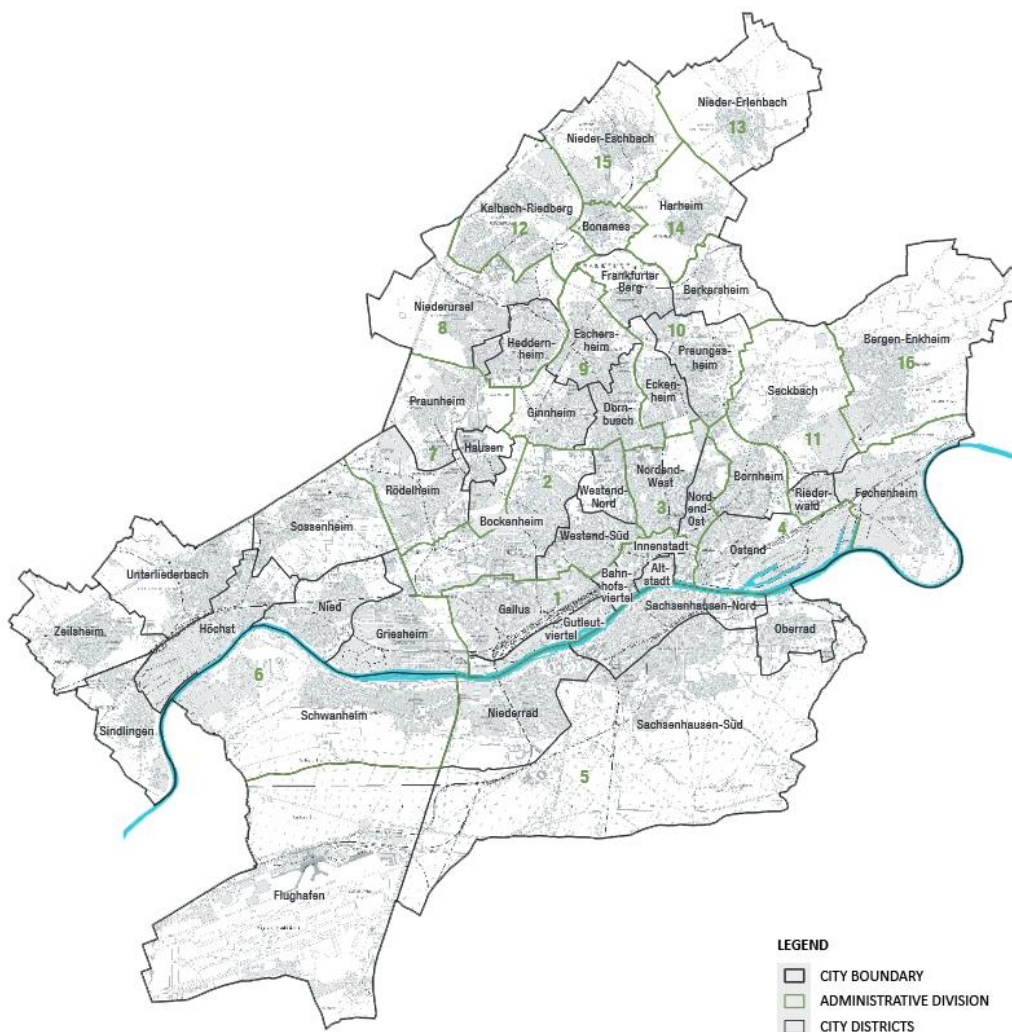 Nieder-Erlenbach
13
Nieder-Eschbach
15
Kalbach-Riedberg
12
Harheim
14
Bonames
Frankfurter
Berg
Berkersheim
Niederursel
8
Heddern-
heim
Eschers-
heim
9
10
Preunges-
heim
Bergen-Enkheim
16
Seckbach
11
Praunheim
7
Hausen
Ginnheim
Dorn-
busch
Ecken-
heim
Rödelheim
2
Bockenheim
Westend-
Nord
Nordend-
West
3
Nord-
end-
Ost
Bornheim
Rieder-
wald
Fechenheim
4
Ostend
Sossenheim
Westend-Süd
Innenstadt
Alt-
stadt
Bahn-
hofs-
viertel
Unterliederbach
Zeilsheim
Höchst
Nied
Griesheim
Gallus
1
Gutleut-
viertel
Sachsenhausen-Nord
Oberrad
6
Sindlingen
Schwanheim
Niederrad
Sachsenhausen-Süd
5
Flughafen
LEGEND
CITY BOUNDARY
ADMINISTRATIVE DIVISION
CITY DISTRICTS